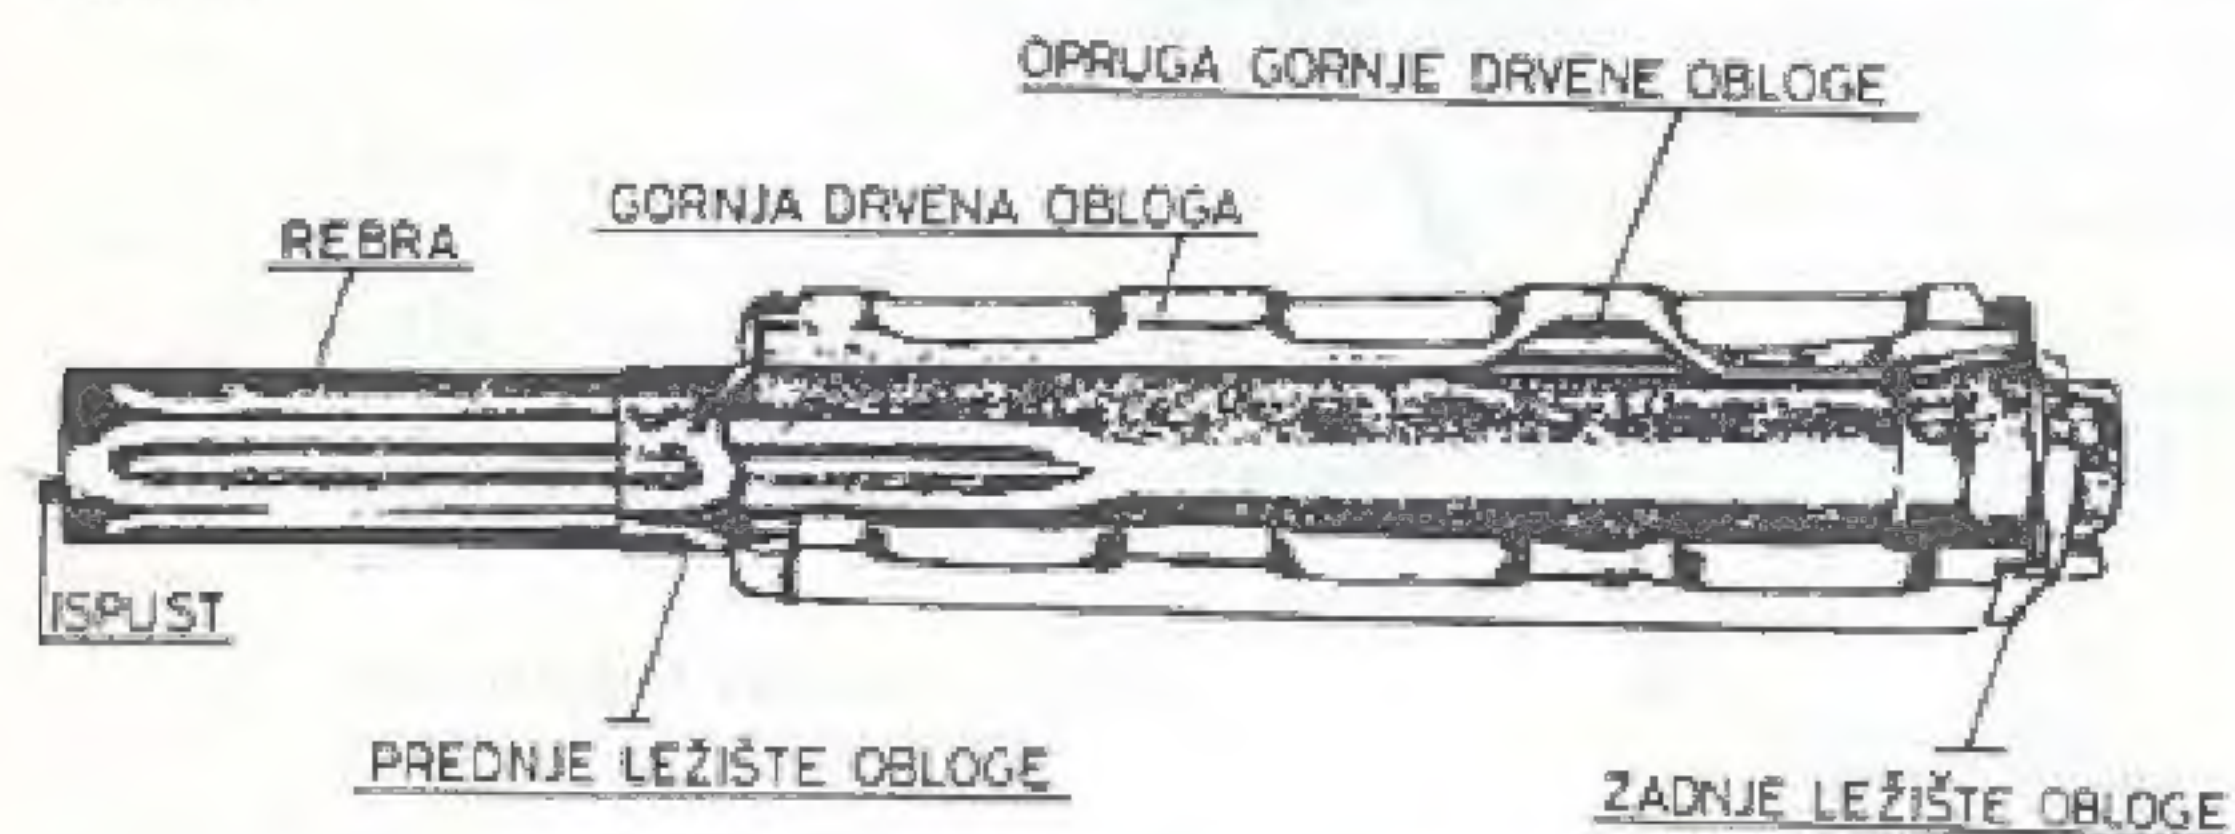 OPRUGA GORNJE DRVENE OBLOGE
GORNJA DRVENA OBLOGA
REBRA
ISPUST
PREDNJE LEŽIŠTE OBLOGE
ZADNJE LEŽIŠTE OBLOGE